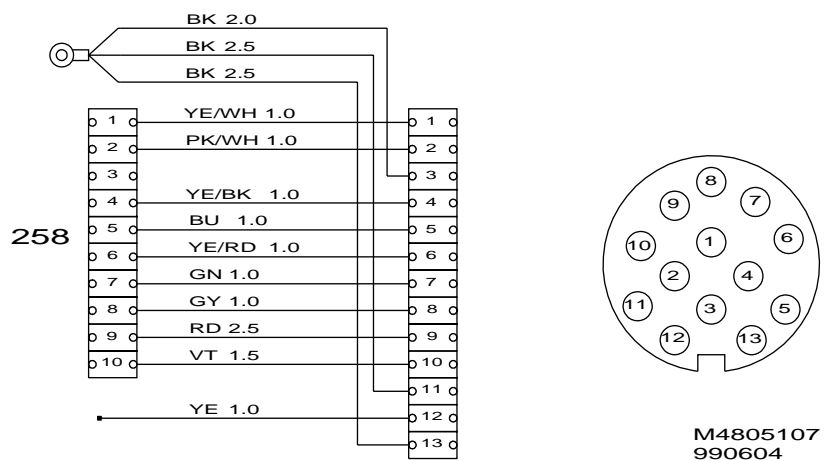 BK 2.0
BK 2.5
BK 2.5
YE/WH 1.0
1 1
PK/WH 1.0
2 2
3 3
YE/BK 1.0
4 4
258
BU 1.0
5 5
YE/RD 1.0
6 6
GN 1.0
7 7
GY 1.0
8 8
RD 2.5
9 9
VT 1.5
10 10
11
YE 1.0
12
13
8
9 7
10 1 6
2 4
11 3 5
12 13
M4805107
990604